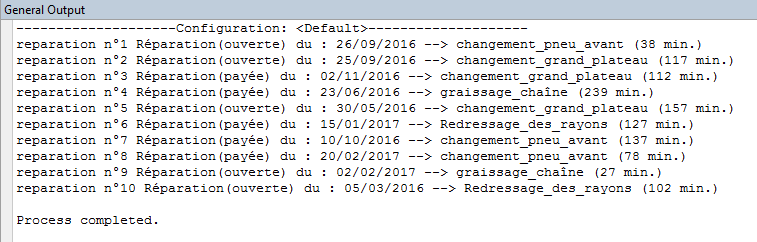 General Output
--------------------Configuration: <Default>--------------------
reparation n°1 Réparation(ouverte) du : 26/09/2016 --> changement_pneu_avant (38 min.)
reparation n°2 Réparation(ouverte) du : 25/09/2016 --> changement_grand_plateau (117 min.)
reparation n°3 Réparation(payée) du : 02/11/2016 --> changement_grand_plateau (112 min.)
reparation n°4 Réparation(payée) du : 23/06/2016 --> graissage_chaîne (239 min.)
reparation n°5 Réparation(ouverte) du : 30/05/2016 --> changement_grand_plateau (157 min.)
reparation n°6 Réparation(payée) du : 15/01/2017 --> Redressage_des_rayons (127 min.)
reparation n°7 Réparation(payée) du : 10/10/2016 --> changement_pneu_avant (137 min.)
reparation n°8 Réparation(payée) du : 20/02/2017 --> changement_pneu_avant (78 min.)
reparation n°9 Réparation(ouverte) du : 02/02/2017 --> graissage_chaîne (27 min.)
reparation n°10 Réparation(ouverte) du : 05/03/2016 --> Redressage_des_rayons (102 min.)
Process completed.